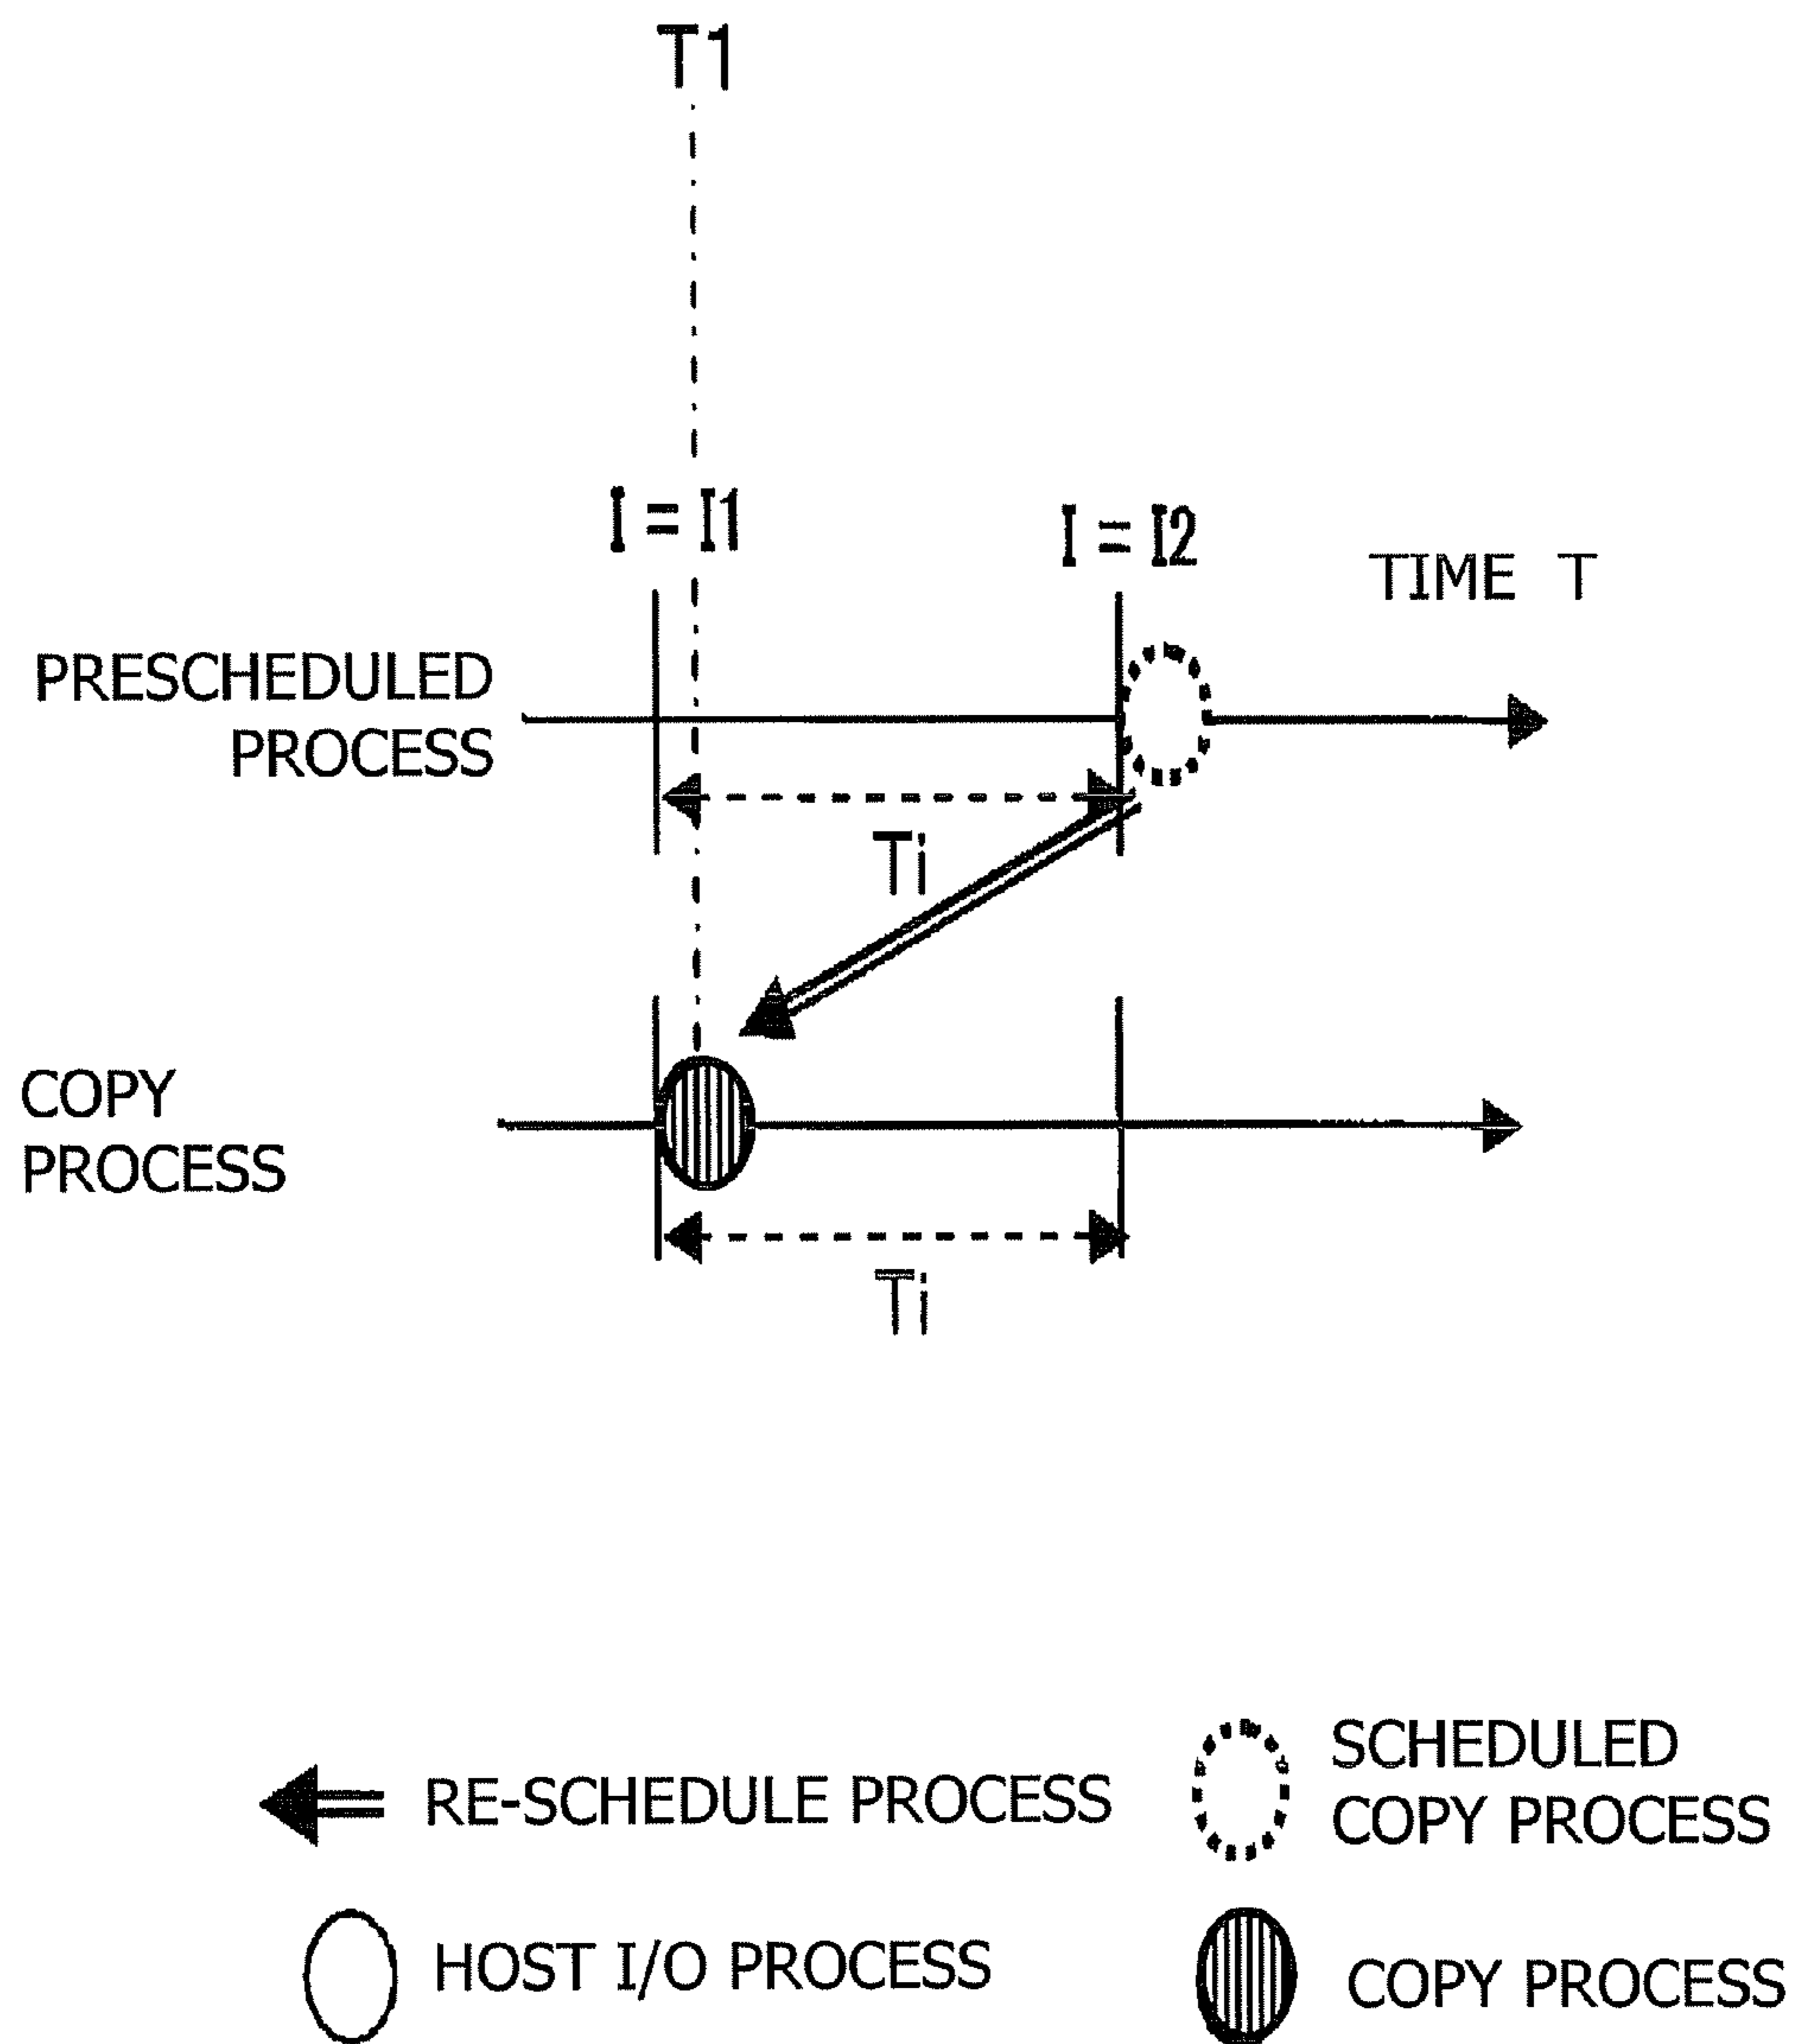 T1
I = I1
I = I2
TIME T
PRESCHEDULED
PROCESS
Ti
COPY
PROCESS
Ti
RE-SCHEDULE PROCESS
SCHEDULED
COPY PROCESS
HOST I/O PROCESS
COPY PROCESS